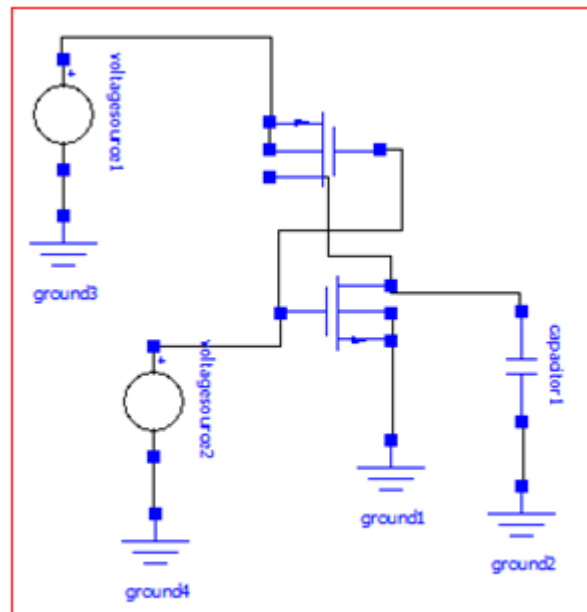 voltagesource1
ground3
voltagesource2
capacitor1
ground1
ground2
ground4